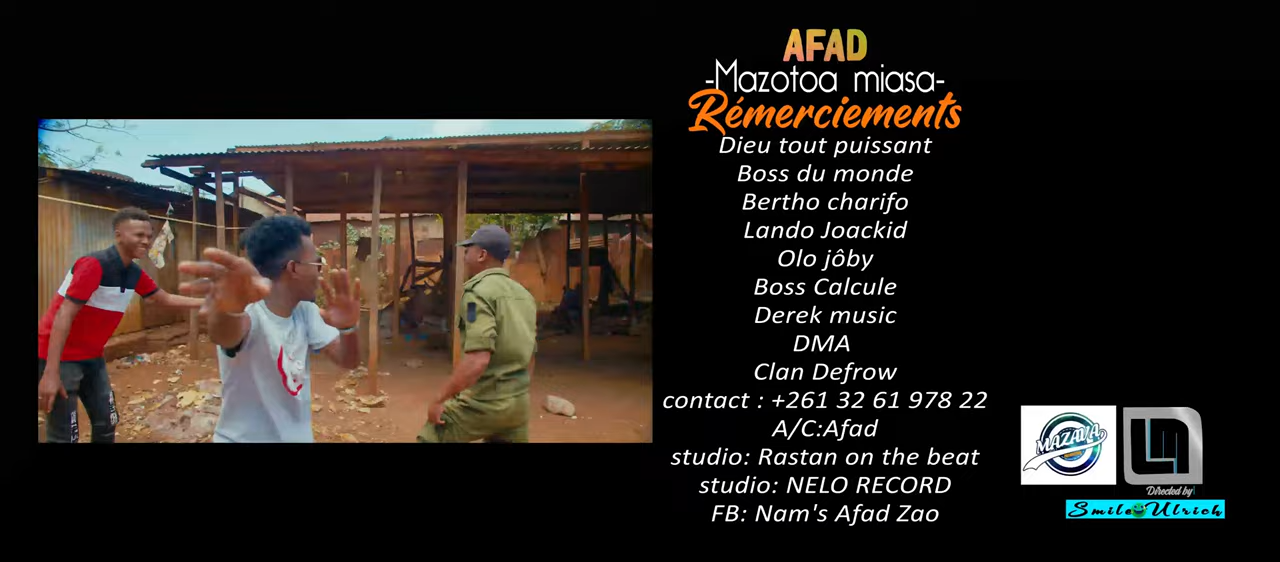 AFAD
-Mazotoa miasa-
Rémerciements
Dieu tout puissant
Boss du monde
Bertho charifo
Lando Joackid
Olo jôby
Boss Calcule
Derek music
DMA
Clan Defrow
contact : +261 32 61 978 22
A/C:Afad
studio: Rastan on the beat
studio: NELO RECORD
FB: Nam's Afad Zao
MAZAVA
LM
Directed by
Smile Ulrich